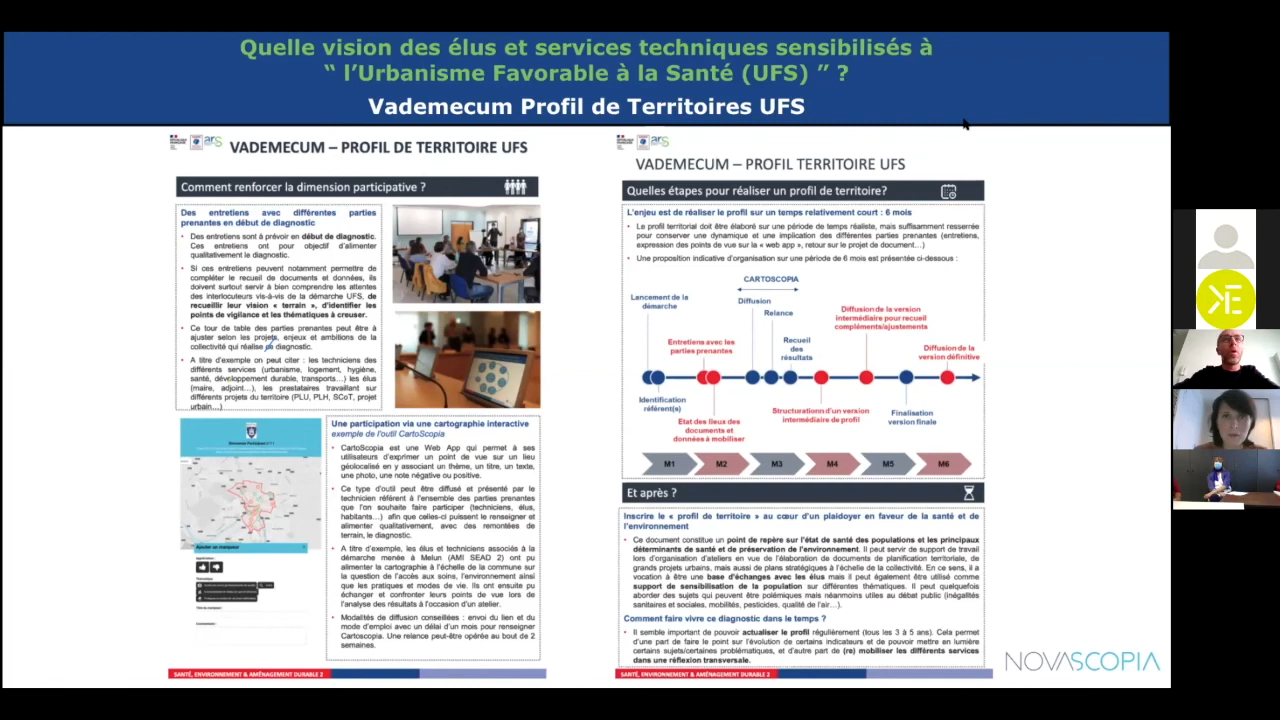 Quelle vision des élus et services techniques sensibilisés à
“ l’Urbanisme Favorable à la Santé (UFS) ” ?
Vademecum Profil de Territoires UFS
ars
VADEMECUM – PROFIL DE TERRITOIRE UFS
Comment renforcer la dimension participative ?
Des entretiens avec différentes parties
prenantes en début de diagnostic
• Des entretiens sont à prévoir en début de diagnostic.
Ces entretiens ont pour objectif d’alimenter
qualitativement le diagnostic.
• Si ces entretiens peuvent notamment permettre de
compléter le recueil de documents et données, ils
doivent surtout servir à bien comprendre les attentes
des interlocuteurs vis-à-vis de la démarche UFS, de
recueillir leur vision « terrain », d’identifier les
points de vigilance et les thématiques à creuser.
• Ce tour de table des parties prenantes peut être à
ajuster selon les projets, enjeux et ambitions de la
collectivité qui réalise ce diagnostic.
• A titre d’exemple on peut citer : les techniciens des
différents services (urbanisme, logement, hygiène,
santé, développement durable, transports...) les élus
(maire, adjoint...), les prestataires travaillant sur
différents projets du territoire (PLU, PLH, SCoT, projet
urbain...)
Une participation via une cartographie interactive
exemple de l’outil CartoScopia
• CartoScopia est une Web App qui permet à ses
utilisateurs d’exprimer un point de vue sur un lieu
géolocalisé en y associant un thème, un titre, un texte,
une photo, une note négative ou positive.
• Ce type d’outil peut être diffusé et présenté par le
technicien référent à l’ensemble des parties prenantes
que l’on souhaite faire participer (techniciens, élus,
habitants...) afin que celles-ci puissent le renseigner et
alimenter qualitativement, avec des remontées de
terrain, le diagnostic.
• A titre d’exemple, les élus et techniciens associés à la
démarche menée à Melun (AMI SEAD 2) ont pu
alimenter la cartographie à l’échelle de la commune sur
la question de l’accès aux soins, l’environnement ainsi
que les pratiques et modes de vie. Ils ont ensuite pu
échanger et confronter leurs points de vue lors de
l’analyse des résultats à l’occasion d’un atelier.
• Modalités de diffusion conseillées : envoi du lien et du
mode d’emploi avec un délai d’un mois pour renseigner
Cartoscopia. Une relance peut-être opérée au bout de 2
semaines.
SANTÉ, ENVIRONNEMENT & AMÉNAGEMENT DURABLE 2
ars
VADEMECUM – PROFIL TERRITOIRE UFS
Quelles étapes pour réaliser un profil de territoire?
L’enjeu est de réaliser le profil sur un temps relativement court : 6 mois
• Le profil territorial doit être élaboré sur une période de temps réaliste, mais suffisamment resserrée
pour conserver une dynamique et une implication des différentes parties prenantes (entretiens,
expression des points de vue sur la « web app », retour sur le projet de document...)
• Une proposition indicative d’organisation sur une période de 6 mois est présentée ci-dessous :
CARTOSCOPIA
Lancement de la
démarche
Diffusion
Relance
Diffusion de la version
intermédiaire pour recueil
compléments/ajustements
Entretiens avec les
parties prenantes
Recueil
des
résultats
Diffusion de la
version définitive
Identification
référent(s)
Etat des lieux des
documents et
données à mobiliser
Structurationn d’un version
intermédiaire de profil
Finalisation
version finale
M1
M2
M3
M4
M5
M6
Et après ?
Inscrire le « profil de territoire » au cœur d’un plaidoyer en faveur de la santé et de
l’environnement
• Ce document constitue un point de repère sur l’état de santé des populations et les principaux
déterminants de santé et de préservation de l’environnement. Il peut servir de support de travail
lors d’organisation d’ateliers en vue de l’élaboration de documents de planification territoriale, de
grands projets urbains, mais aussi de plans stratégiques à l’échelle de la collectivité. En ce sens, il a
vocation à être une base d’échanges avec les élus mais il peut également être utilisé comme
support de sensibilisation de la population sur différentes thématiques. Il peut quelquefois
aborder des sujets qui peuvent être polémiques mais néanmoins utiles au débat public (inégalités
sanitaires et sociales, mobilités, pesticides, qualité de l’air...).
Comment faire vivre ce diagnostic dans le temps ?
• Il semble important de pouvoir actualiser le profil régulièrement (tous les 3 à 5 ans). Cela permet
d’une part de faire le point sur l’évolution de certains indicateurs et de pouvoir mettre en lumière
certains sujets/certaines problématiques, et d’autre part de (re) mobiliser les différents services
dans une réflexion transversale.
SANTÉ, ENVIRONNEMENT & AMÉNAGEMENT DURABLE 2
NOVASCOPIA